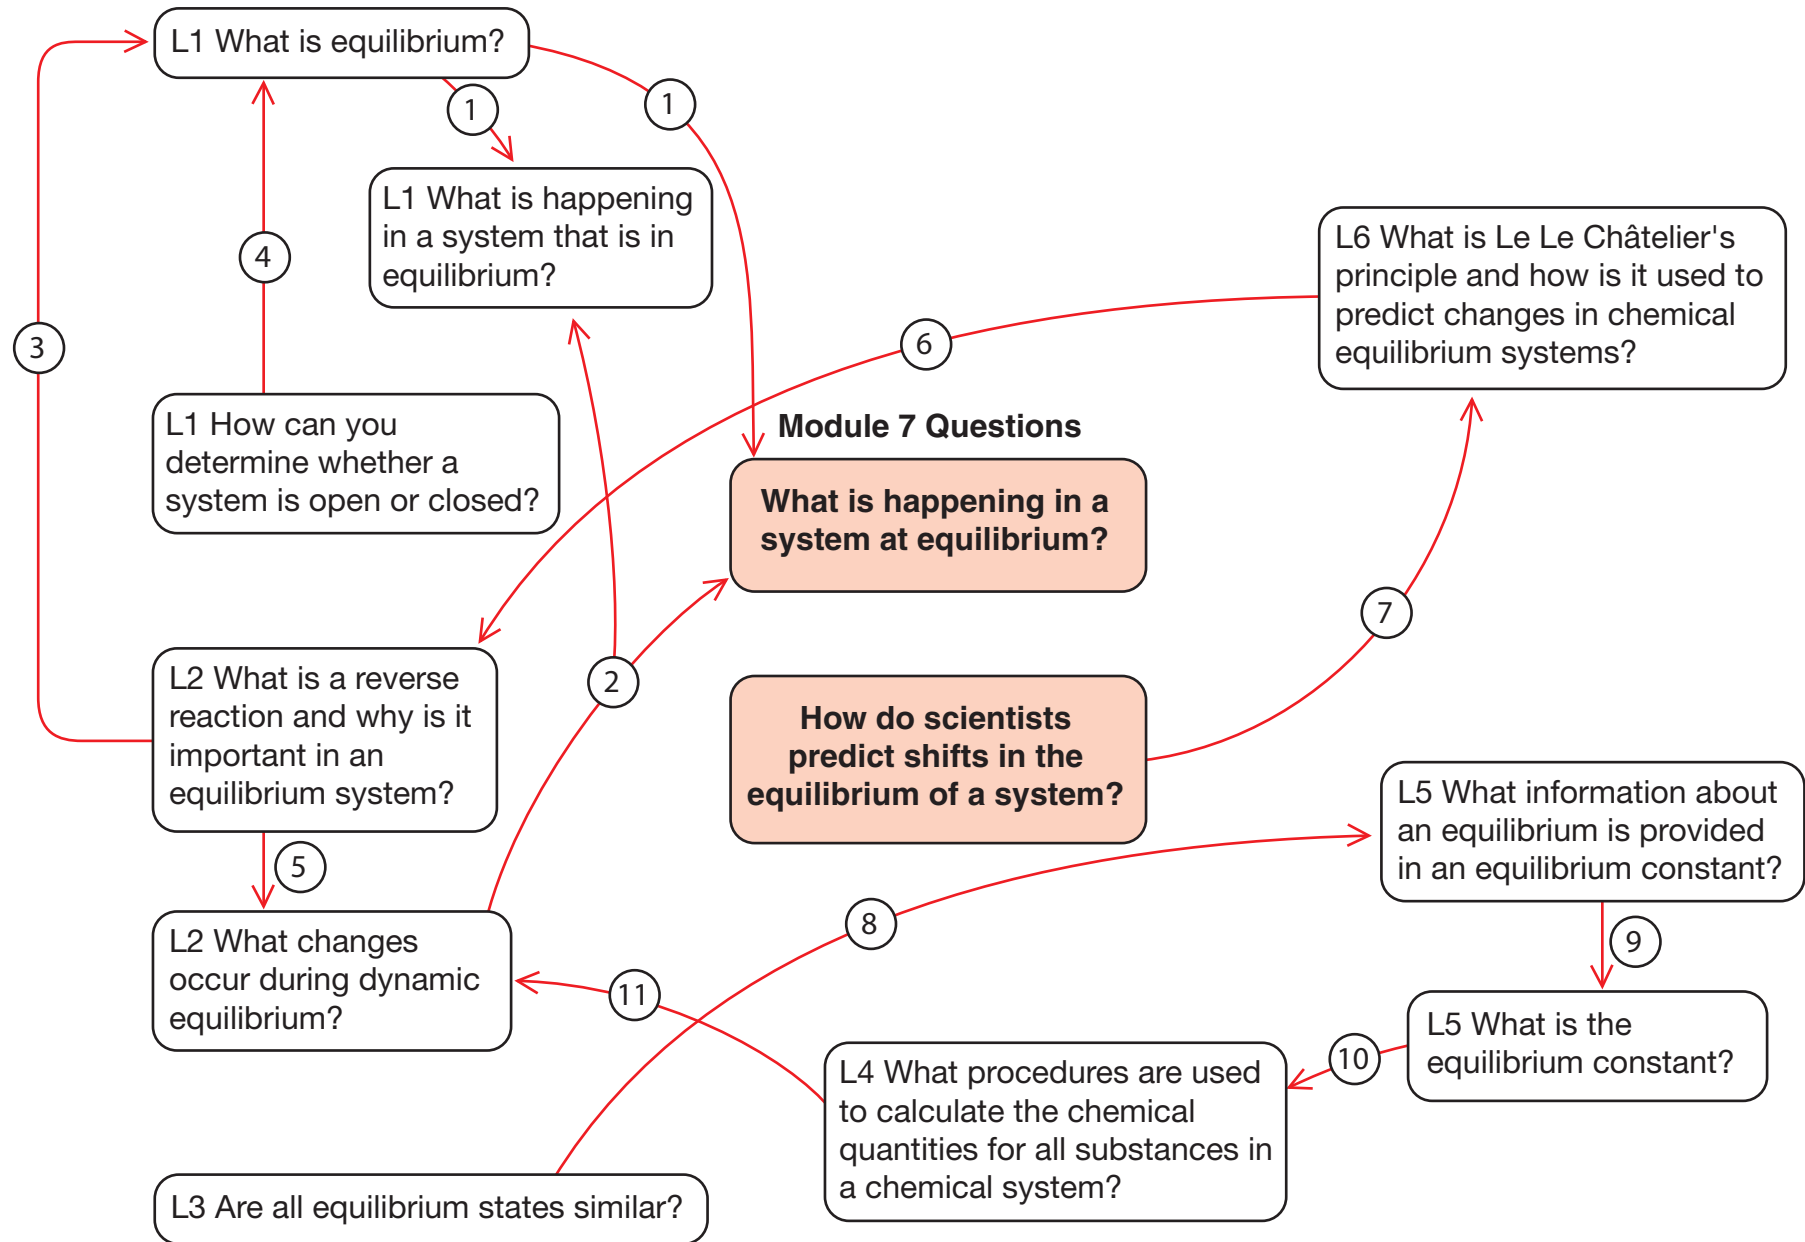 L1 What is equilibrium?
1
1
L1 What is happening
in a system that is in
equilibrium?
4
3
L6 What is Le Le Châtelier's
principle and how is it used to
predict changes in chemical
equilibrium systems?
6
L1 How can you
determine whether a
system is open or closed?
Module 7 Questions
What is happening in a
system at equilibrium?
7
2
L2 What is a reverse
reaction and why is it
important in an
equilibrium system?
How do scientists
predict shifts in the
equilibrium of a system?
L5 What information about
an equilibrium is provided
in an equilibrium constant?
5
8
9
L2 What changes
occur during dynamic
equilibrium?
11
L5 What is the
equilibrium constant?
10
L4 What procedures are used
to calculate the chemical
quantities for all substances in
a chemical system?
L3 Are all equilibrium states similar?